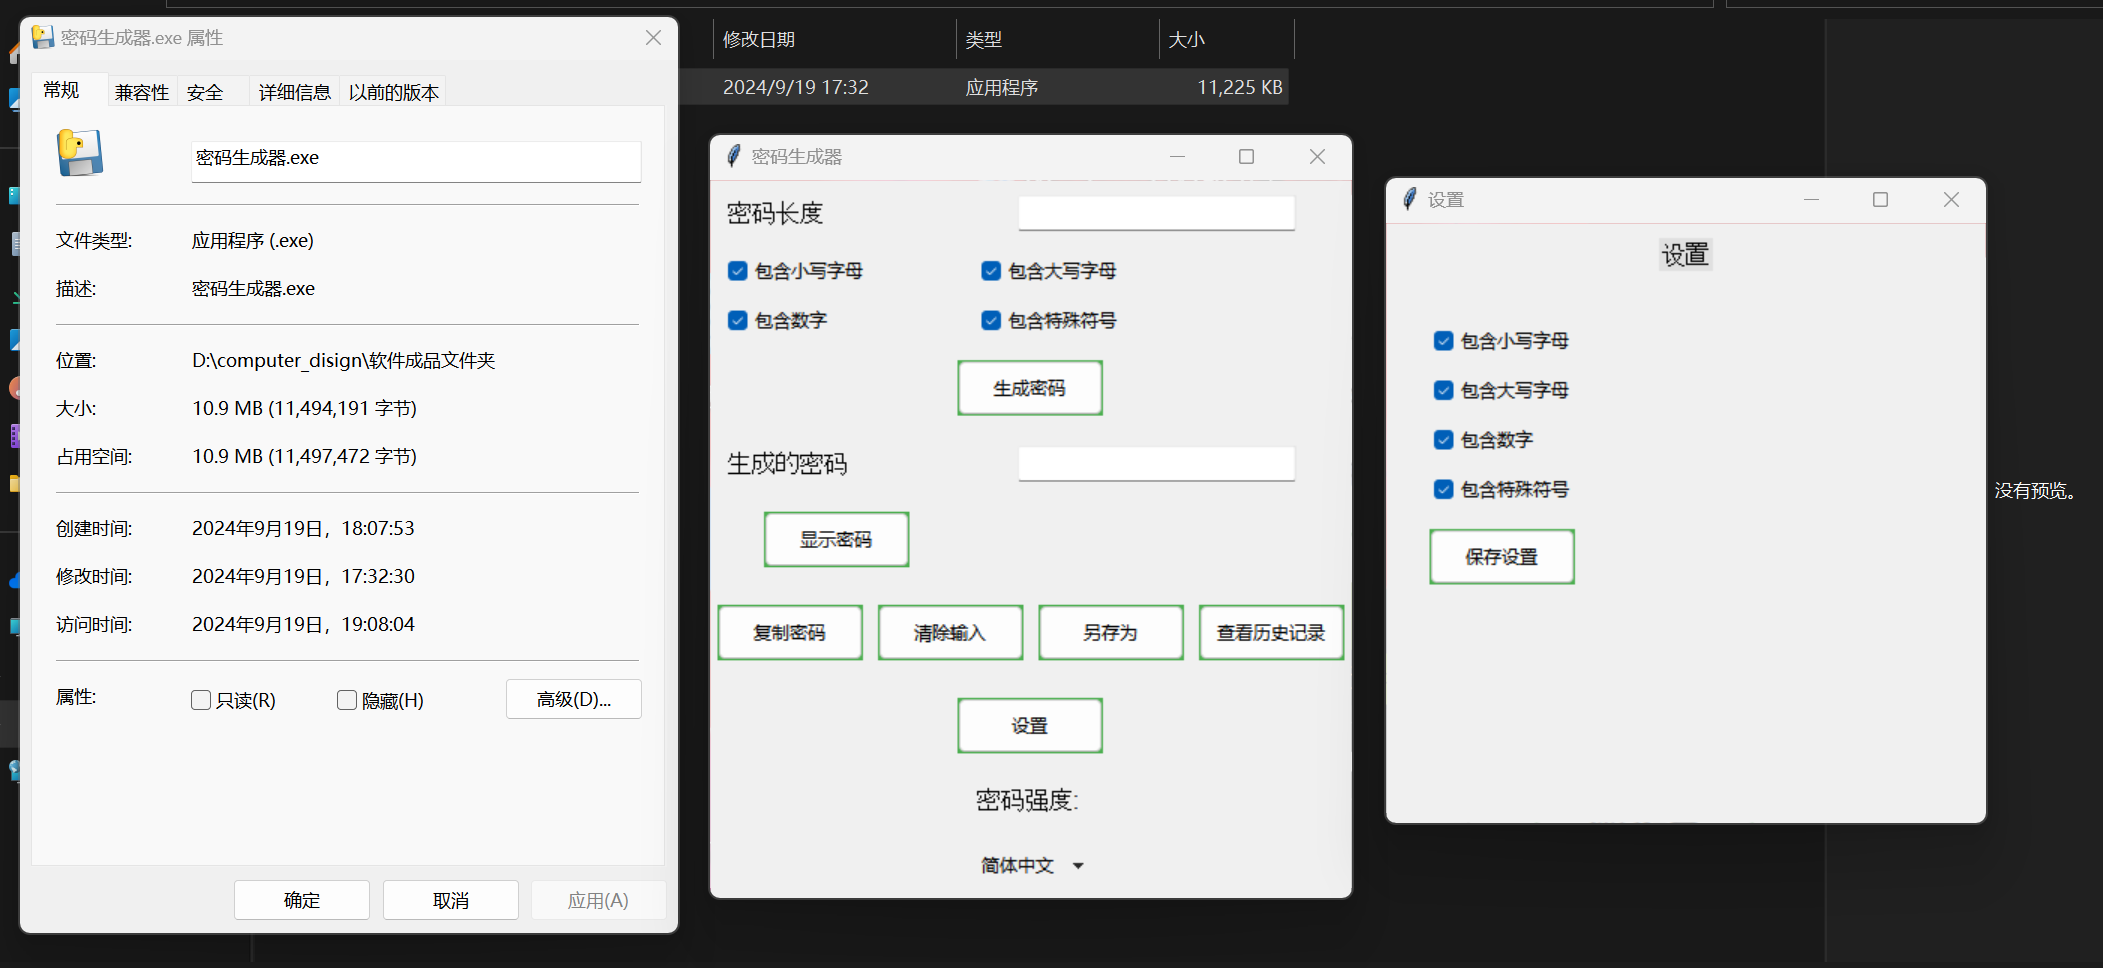 密码生成器.exe 属性
常规
兼容性
安全
详细信息
以前的版本
密码生成器.exe
文件类型:
应用程序 (.exe)
描述:
密码生成器.exe
位置:
D:\computer_disign\软件成品文件夹
大小:
10.9 MB (11,494,191 字节)
占用空间:
10.9 MB (11,497,472 字节)
创建时间:
2024年9月19日，18:07:53
修改时间:
2024年9月19日，17:32:30
访问时间:
2024年9月19日，19:08:04
属性:
只读(R)
隐藏(H)
高级(D)...
确定
取消
应用(A)
修改日期
类型
大小
2024/9/19 17:32
应用程序
11,225 KB
密码生成器
密码长度
包含小写字母
包含大写字母
包含数字
包含特殊符号
生成密码
生成的密码
显示密码
复制密码
清除输入
另存为
查看历史记录
设置
密码强度:
简体中文
设置
设置
包含小写字母
包含大写字母
包含数字
包含特殊符号
保存设置
没有预览。